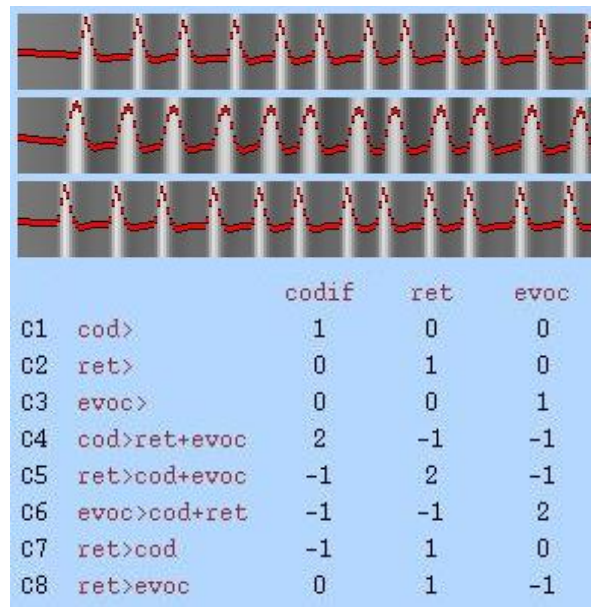 codif ret evoc
C1 cod> 1 0 0
C2 ret> 0 1 0
C3 evoc> 0 0 1
C4 cod>ret+evoc 2 -1 -1
C5 ret>cod+evoc -1 2 -1
C6 evoc>cod+ret -1 -1 2
C7 ret>cod -1 1 0
C8 ret>evoc 0 1 -1